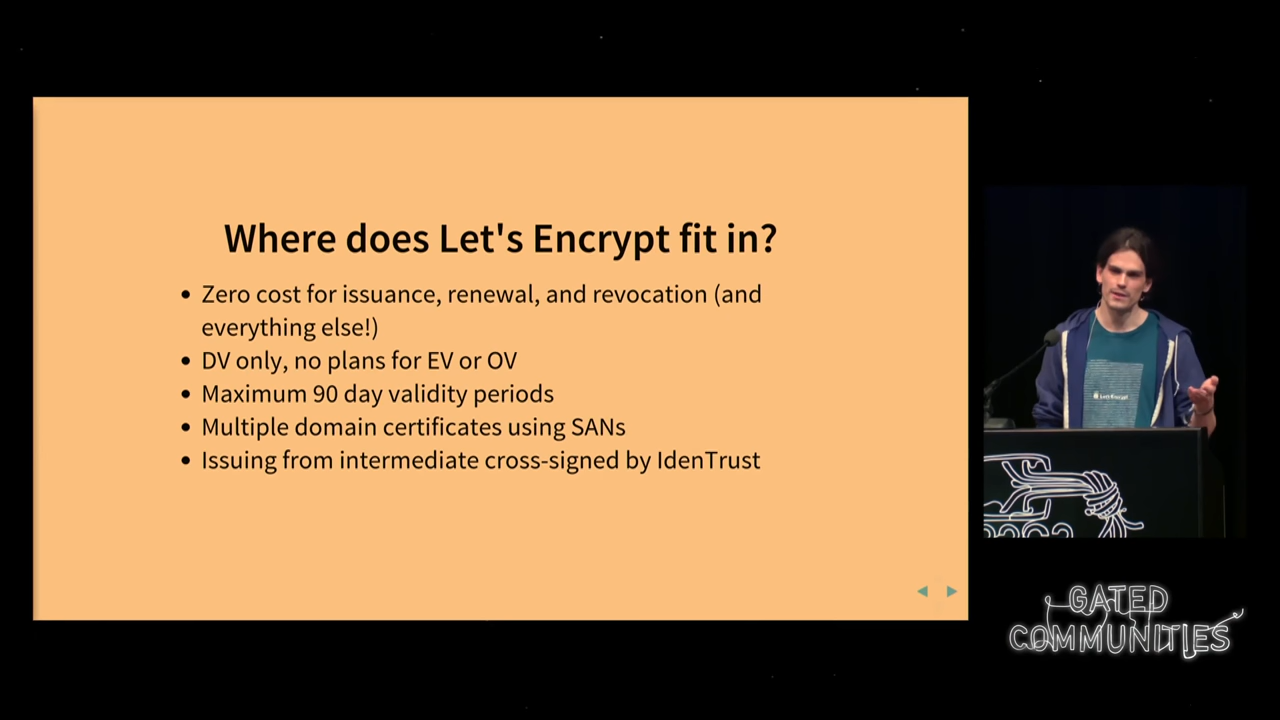 Where does Let's Encrypt fit in?
Zero cost for issuance, renewal, and revocation (and
everything else!)
DV only, no plans for EV or OV
Maximum 90 day validity periods
Multiple domain certificates using SANs
Issuing from intermediate cross-signed by IdenTrust
Let's Encrypt
GATED
COMMUNITIES